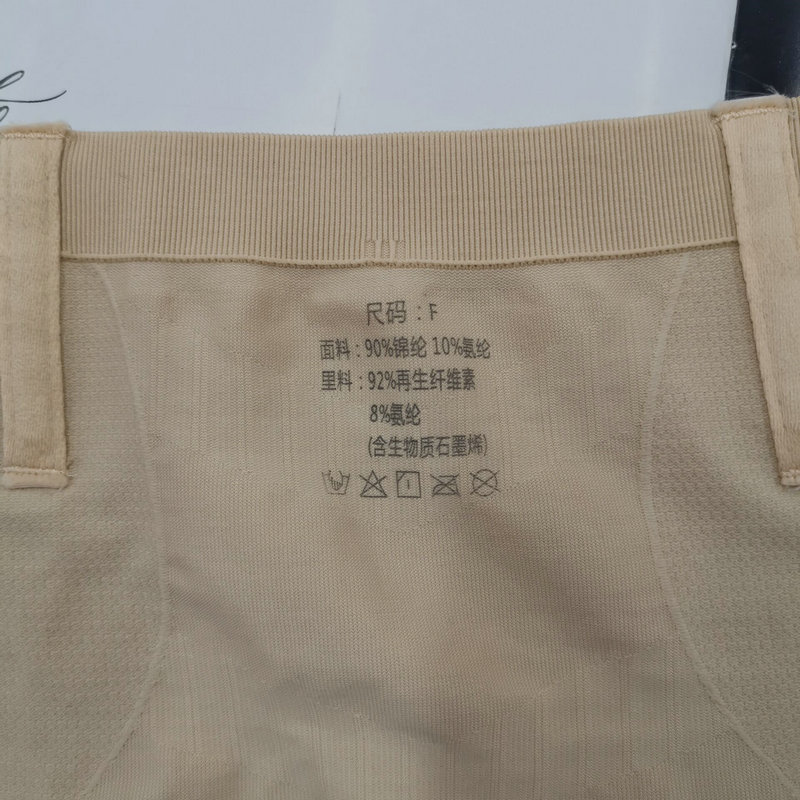 尺码：F
面料：90%锦纶 10%氨纶
里料：92%再生纤维素
8%氨纶
(含生物质石墨烯)